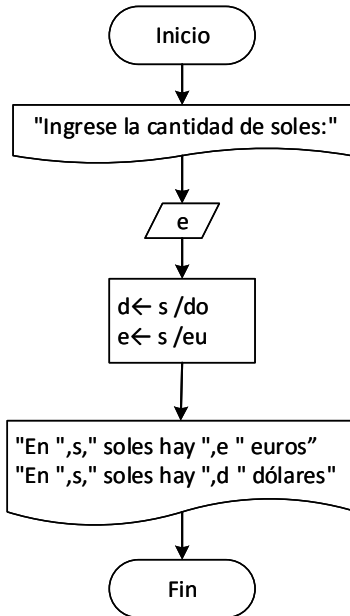 Inicio
"Ingrese la cantidad de soles:"
e
d← s /do
e← s /eu
"En ",s," soles hay ",e " euros”
"En ",s," soles hay ",d " dólares"
Fin